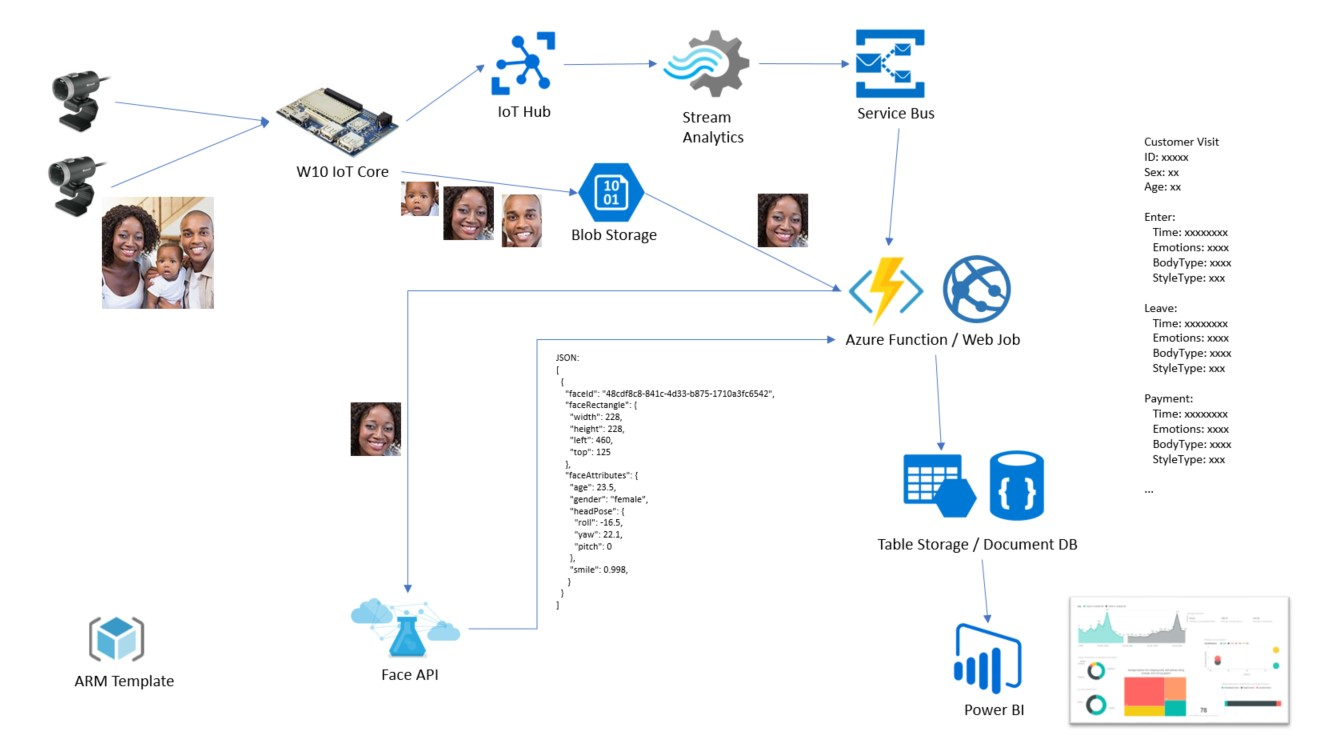 IoT Hub
Stream
Analytics
Service Bus
W10 IoT Core
10
01
Blob Storage
Customer Visit
ID: xxxxx
Sex: xx
Age: xx
Enter:
Time: xxxxxxxx
Emotions: xxxx
BodyType: xxxx
StyleType: xxx
Leave:
Time: xxxxxxxx
Emotions: xxxx
BodyType: xxxx
StyleType: xxx
Payment:
Time: xxxxxxxx
Emotions: xxxx
BodyType: xxxx
StyleType: xxx
...
Azure Function / Web Job
JSON:
[
{
"faceId": "48cdf8c8-841c-4d33-b875-1710a3fc6542",
"faceRectangle": {
"width": 228,
"height": 228,
"left": 460,
"top": 125
},
"faceAttributes": {
"age": 23.5,
"gender": "female",
"headPose": {
"roll": -16.5,
"yaw": 22.1,
"pitch": 0
},
"smile": 0.998,
}
}
]
{ }
Table Storage / Document DB
Face API
ARM Template
Power BI
78